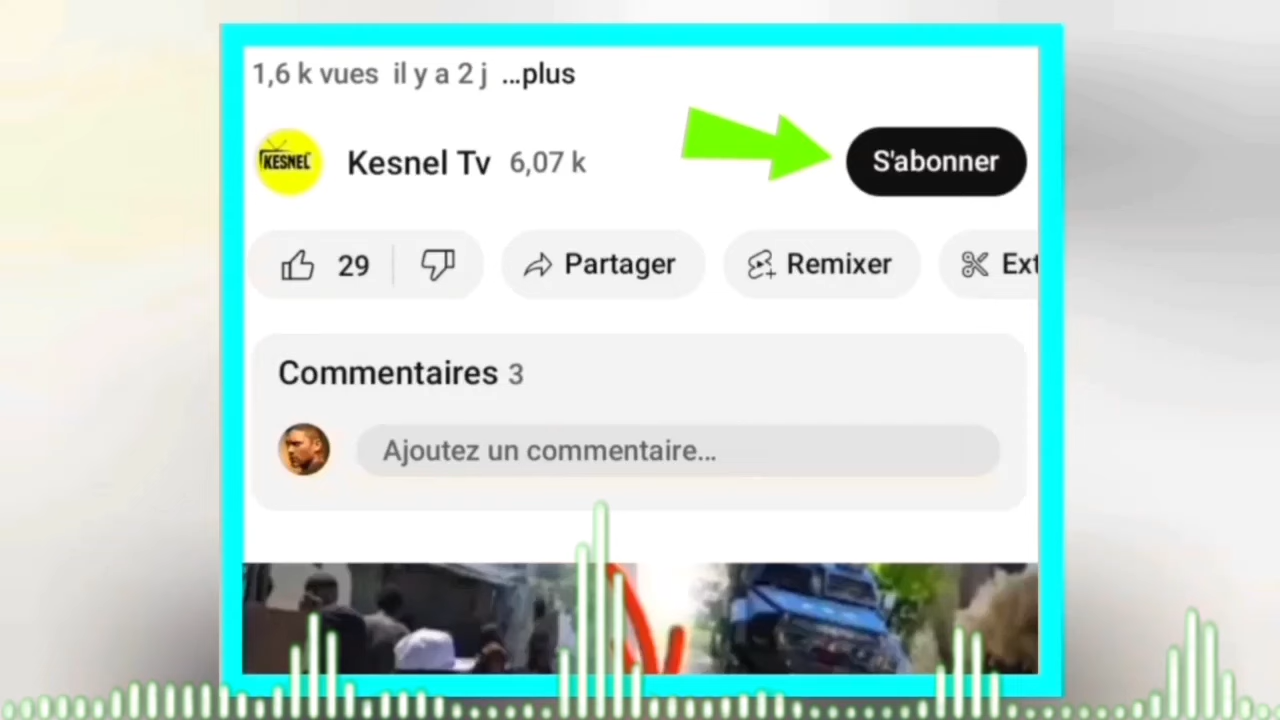 1,6 k vues il y a 2 j ...plus
KESNEL
Kesnel Tv 6,07 k
S'abonner
29
Partager
Remixer
Ext
Commentaires 3
Ajoutez un commentaire...